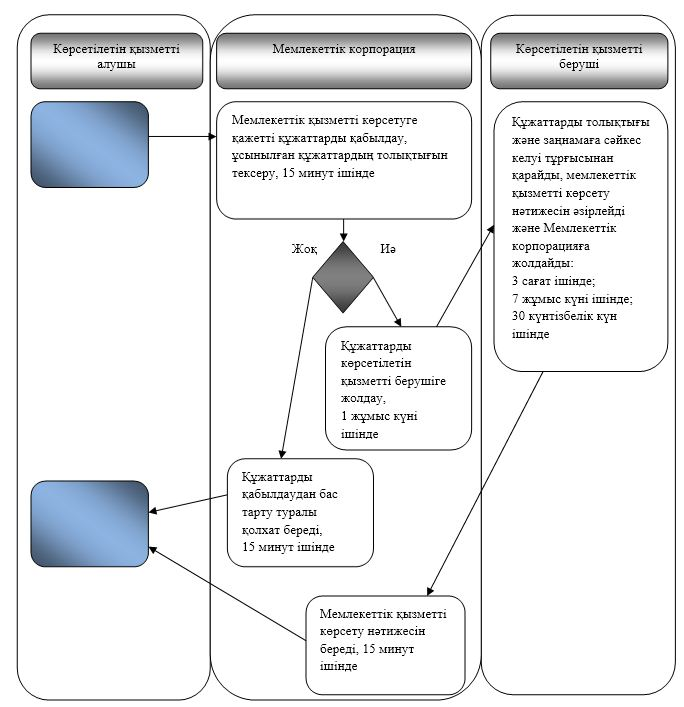 Көрсетілетін қызметті
алушы
Мемлекеттік корпорация
Көрсетілетін қызметті
беруші
Мемлекеттік қызметті көрсетуге
қажетті құжаттарды қабылдау,
ұсынылған құжаттардың толықтығын
тексеру, 15 минут ішінде
Құжаттарды толықтығы
және заңнамаға сәйкес
келуі тұрғысынан
қарайды, мемлекеттік
қызметті көрсету
нәтижесін әзірлейді
және Мемлекеттік
корпорацияға
жолдайды:
3 сағат ішінде;
7 жұмыс күні ішінде;
30 күнтізбелік күн
ішінде
Жоқ
Иә
Құжаттарды
көрсетілетін
қызметті берушіге
жолдау,
1 жұмыс күні
ішінде
Құжаттарды
қабылдаудан бас
тарту туралы
қолхат береді,
15 минут ішінде
Мемлекеттік қызметті
көрсету нәтижесін
береді, 15 минут
ішінде